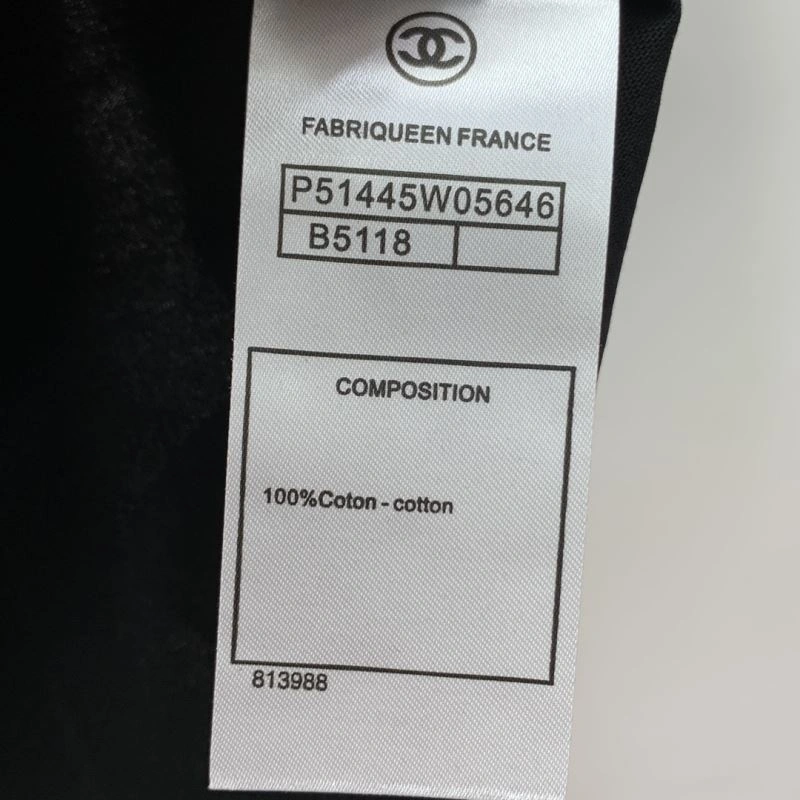 FABRIQUEEN FRANCE
P51445W05646
B5118
COMPOSITION
100%Coton - cotton
813988